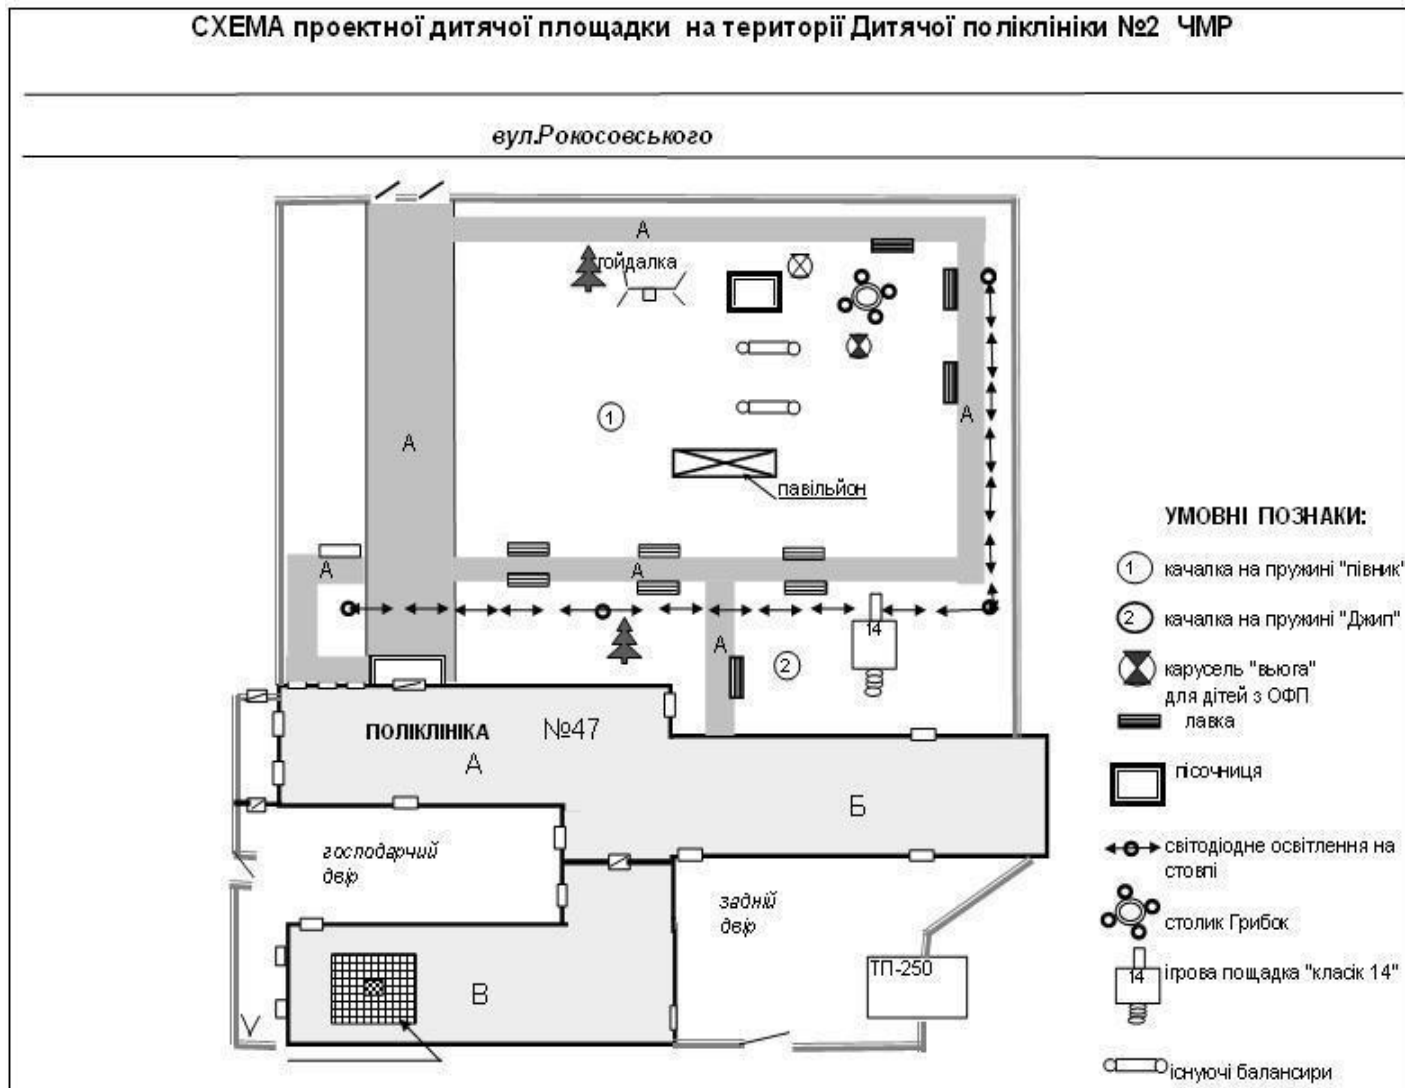 СХЕМА проектної дитячої площадки на території Дитячої поліклініки №2 ЧМР
вул.Рокосовського
А
гойдалка
А
А
1
павільйон
А
А
14
А
2
ПОЛІКЛІНІКА №47
А
Б
господарчий
двір
задній
двір
ТП-250
В
УМОВНІ ПОЗНАКИ:
1 качалка на пружині "півник"
2 качалка на пружині "Джип"
карусель "вьюга"
для дітей з ОФП
лавка
пісочниця
світодіодне освітлення на
стовпі
столик Грибок
14 ігрова пощадка "класік 14"
існуючі балансири